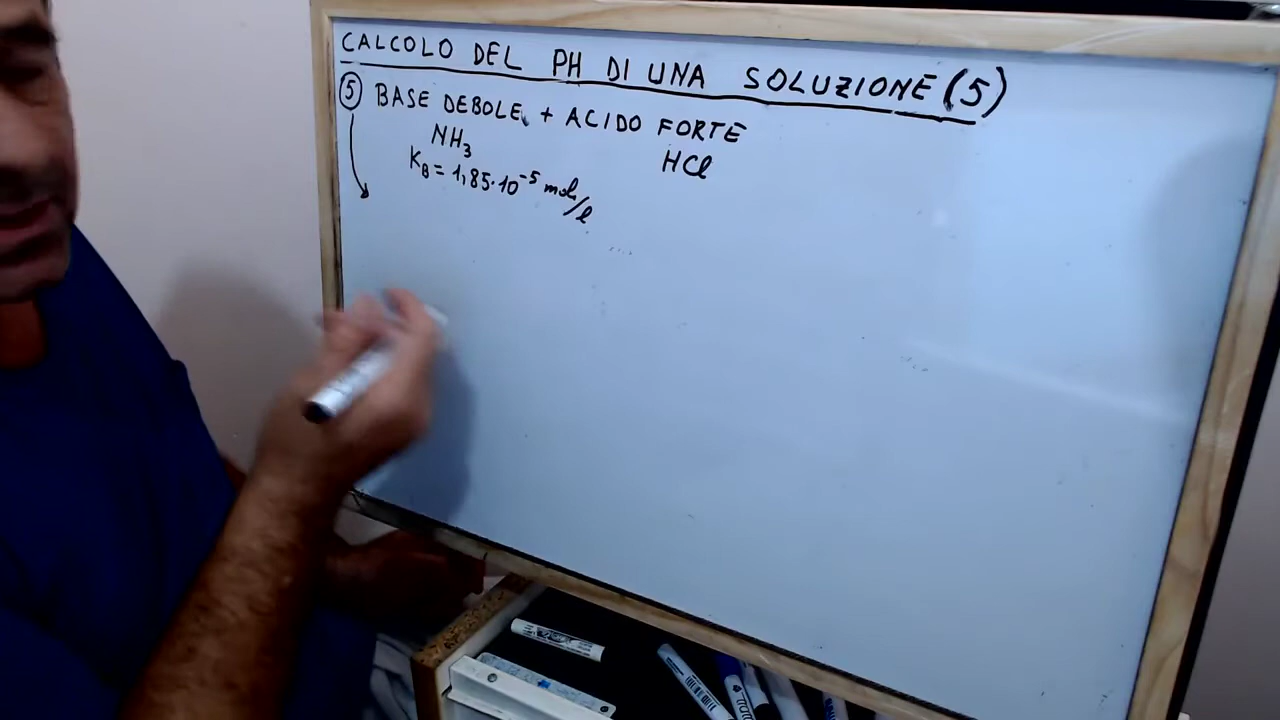 CALCOLO DEL PH DI UNA SOLUZIONE (5)
5 BASE DEBOLE + ACIDO FORTE
NH₃ HCl
K_B = 1,85·10⁻⁵ mol/l